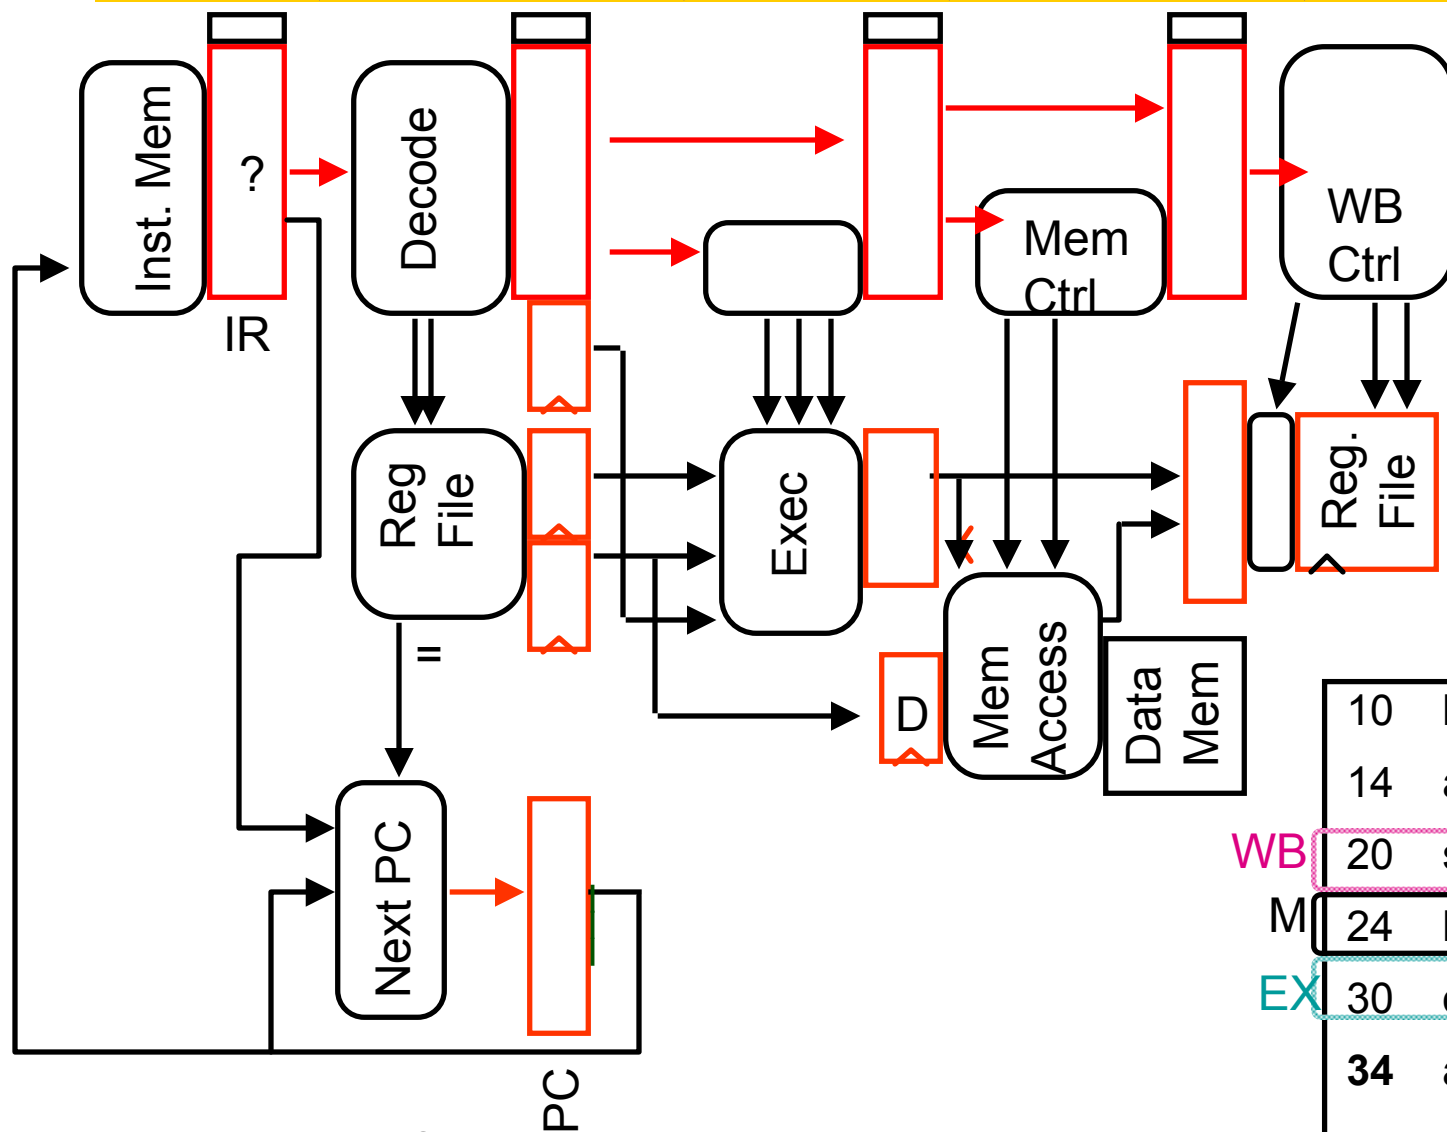 Inst. Mem
?
IR
Decode
Reg
File
=
Next PC
PC
Exec
Mem
Ctrl
D
Mem
Access
Data
Mem
WB
Ctrl
Reg.
File
10
14
WB 20
M 24
EX 30
34